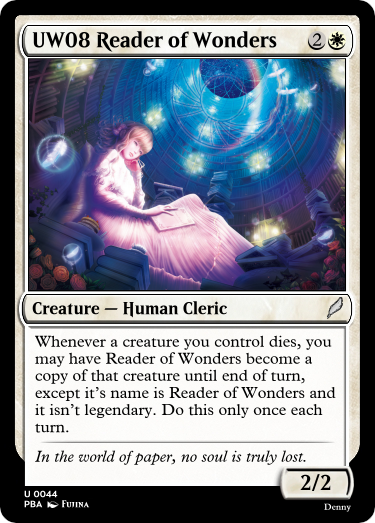 UW08 Reader of Wonders 2
Creature — Human Cleric
Whenever a creature you control dies, you
may have Reader of Wonders become a
copy of that creature until end of turn,
except it's name is Reader of Wonders and
it isn't legendary. Do this only once each
turn.
In the world of paper, no soul is truly lost.
2/2
U 0044
PBA Fujina
Denny